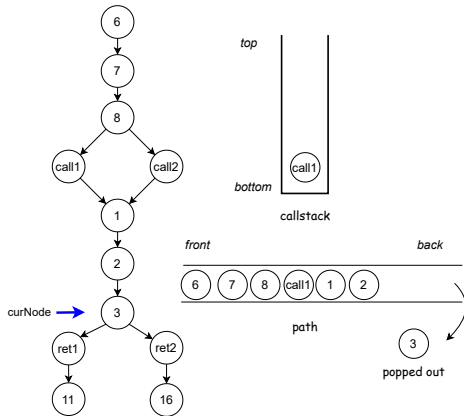 6
7
8
call1 call2
1
2
curNode 3
ret1 ret2
11 16
top
call1
bottom
callstack
front back
6 7 8 call1 1 2
path
3
popped out